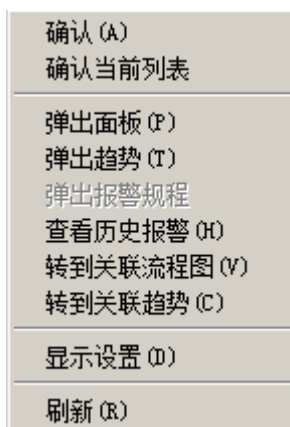 确认(A)
确认当前列表
弹出面板(P)
弹出趋势(T)
弹出报警规程
查看历史报警(H)
转到关联流程图(V)
转到关联趋势(C)
显示设置(D)
刷新(R)